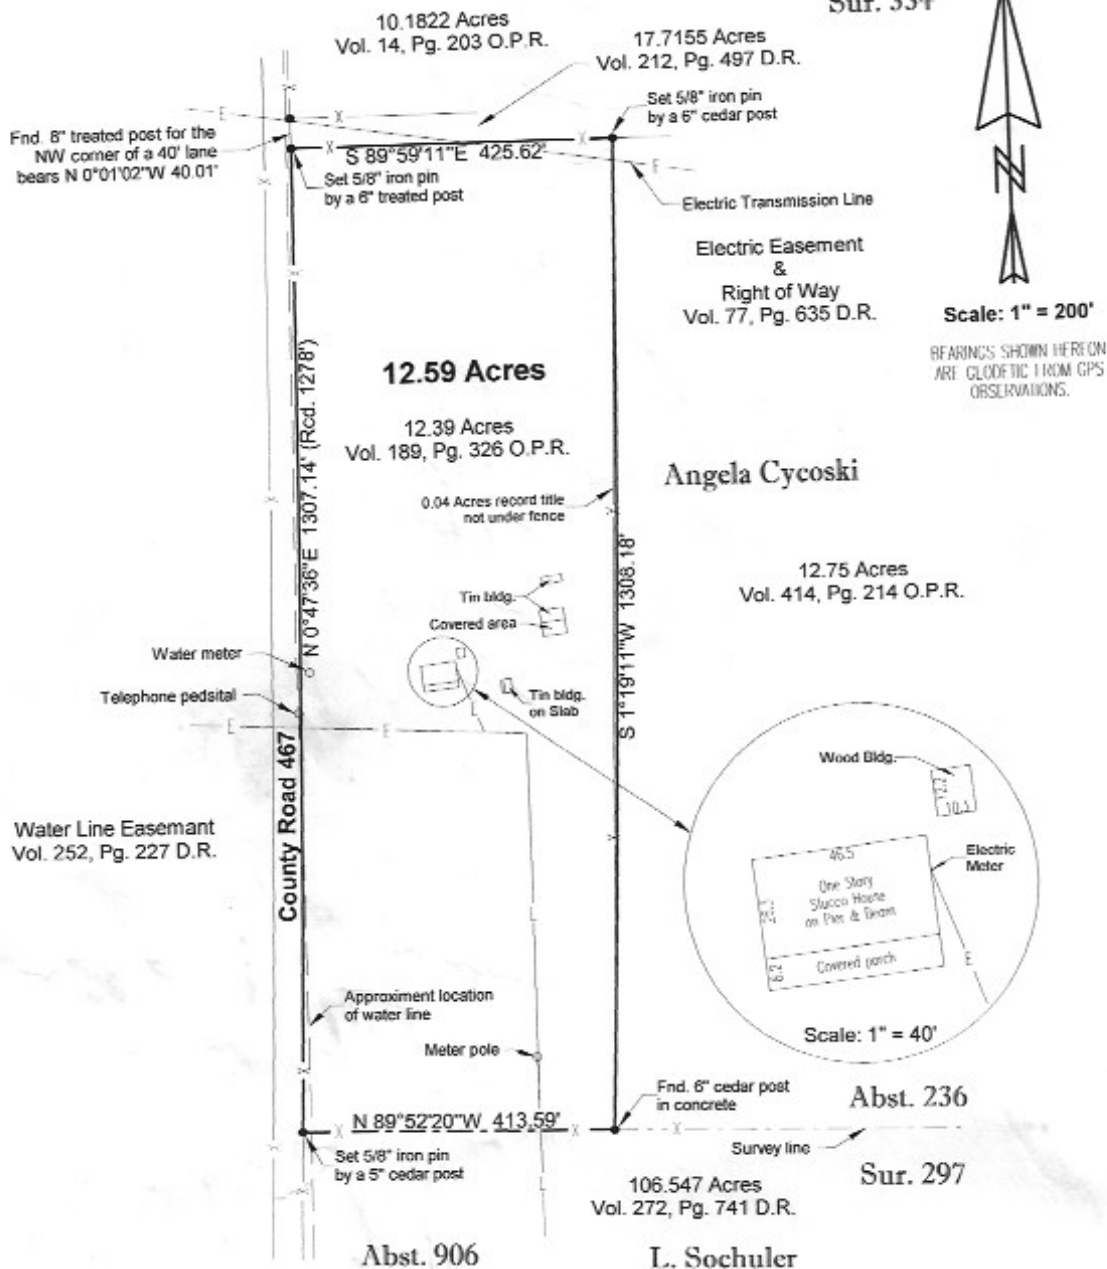 Sur. 334
10.1822 Acres
Vol. 14, Pg. 203 O.P.R.
17.7155 Acres
Vol. 212, Pg. 497 D.R.
Set 5/8" iron pin
by a 6" cedar post
Fnd. 8" treated post for the
NW corner of a 40' lane
bears N 0°01'02"W 40.01'
E
X
X
X
S 89°59'11"E 425.62'
E
Set 5/8" iron pin
by a 6" treated post
N
Electric Transmission Line
Electric Easement
&
Right of Way
Vol. 77, Pg. 635 D.R.
Scale: 1" = 200'
BEARINGS SHOWN HEREON
ARE GEODETIC FROM GPS
OBSERVATIONS.
12.59 Acres
12.39 Acres
Vol. 189, Pg. 326 O.P.R.
N 0°47'36"E 1307.14' (Rcd. 1278')
Angela Cycoski
0.04 Acres record title
not under fence
S 1°19'11"W 1308.18'
12.75 Acres
Vol. 414, Pg. 214 O.P.R.
Tin bldg.
Covered area
Water meter
Telephone pedsital
Tin bldg.
on Slab
E
E
L
County Road 467
Water Line Easemant
Vol. 252, Pg. 227 D.R.
Wood Bldg.
10.3
46.5
Electric
Meter
One Story
Stucco House
on Pier & Beam
Covered porch
8.2
E
L
Scale: 1" = 40'
Approximent location
of water line
Meter pole
Fnd. 6" cedar post
in concrete
Abst. 236
X
N 89°52'20"W 413.59'
X
X
Survey line
Set 5/8" iron pin
by a 5" cedar post
Sur. 297
106.547 Acres
Vol. 272, Pg. 741 D.R.
L
Abst. 906
L. Sochuler